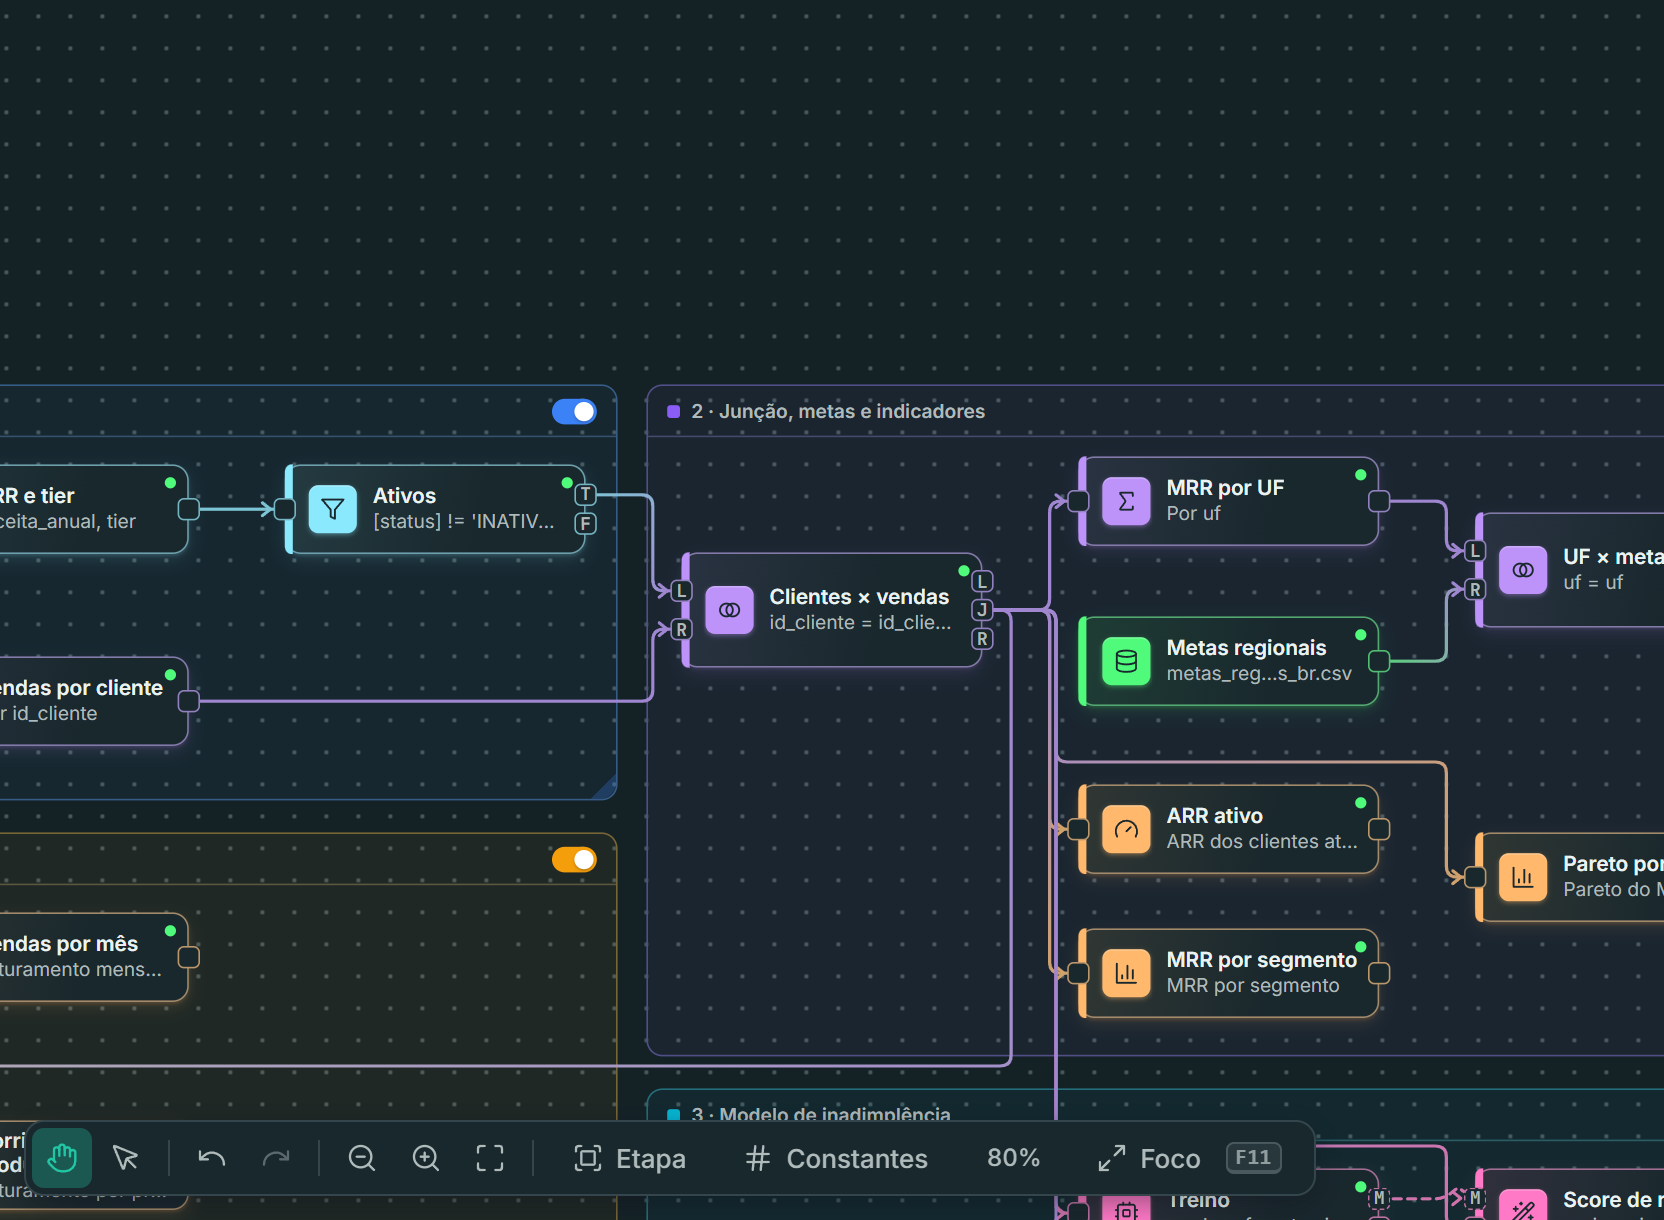 2 · Junção, metas e indicadores
RR e tier
ceita_anual, tier
Ativos
[status] != 'INATIV...
T
F
MRR por UF
Por uf
L
R
UF × meta
uf = uf
L
R
Clientes × vendas
id_cliente = id_clie...
L
J
R
Metas regionais
metas_reg...s_br.csv
endas por cliente
r id_cliente
ARR ativo
ARR dos clientes at...
Pareto por
Pareto do M
endas por mês
turamento mens...
MRR por segmento
MRR por segmento
3 · Modelo de inadimplência
Etapa
Constantes
80%
Foco
F11
Treino
M
M
Score de r